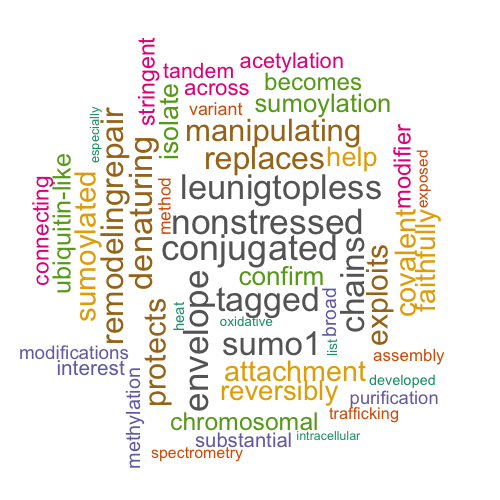 acetylation
tandem
across
becomes
stringent
isolate
variant
sumoylation
especially
manipulating
remodelingrepair
denaturing
replaces
help
modifier
exposed
ubiquitin-like
connecting
sumoylated
method
leunigtopless
nonstressed
conjugated
covalent
faithfully
chains
exploits
confirm
envelope
tagged
broad
protects
heat
oxidative
sumo1
list
assembly
modifications
interest
methylation
attachment
developed
reversibly
purification
trafficking
chromosomal
substantial
intracellular
spectrometry